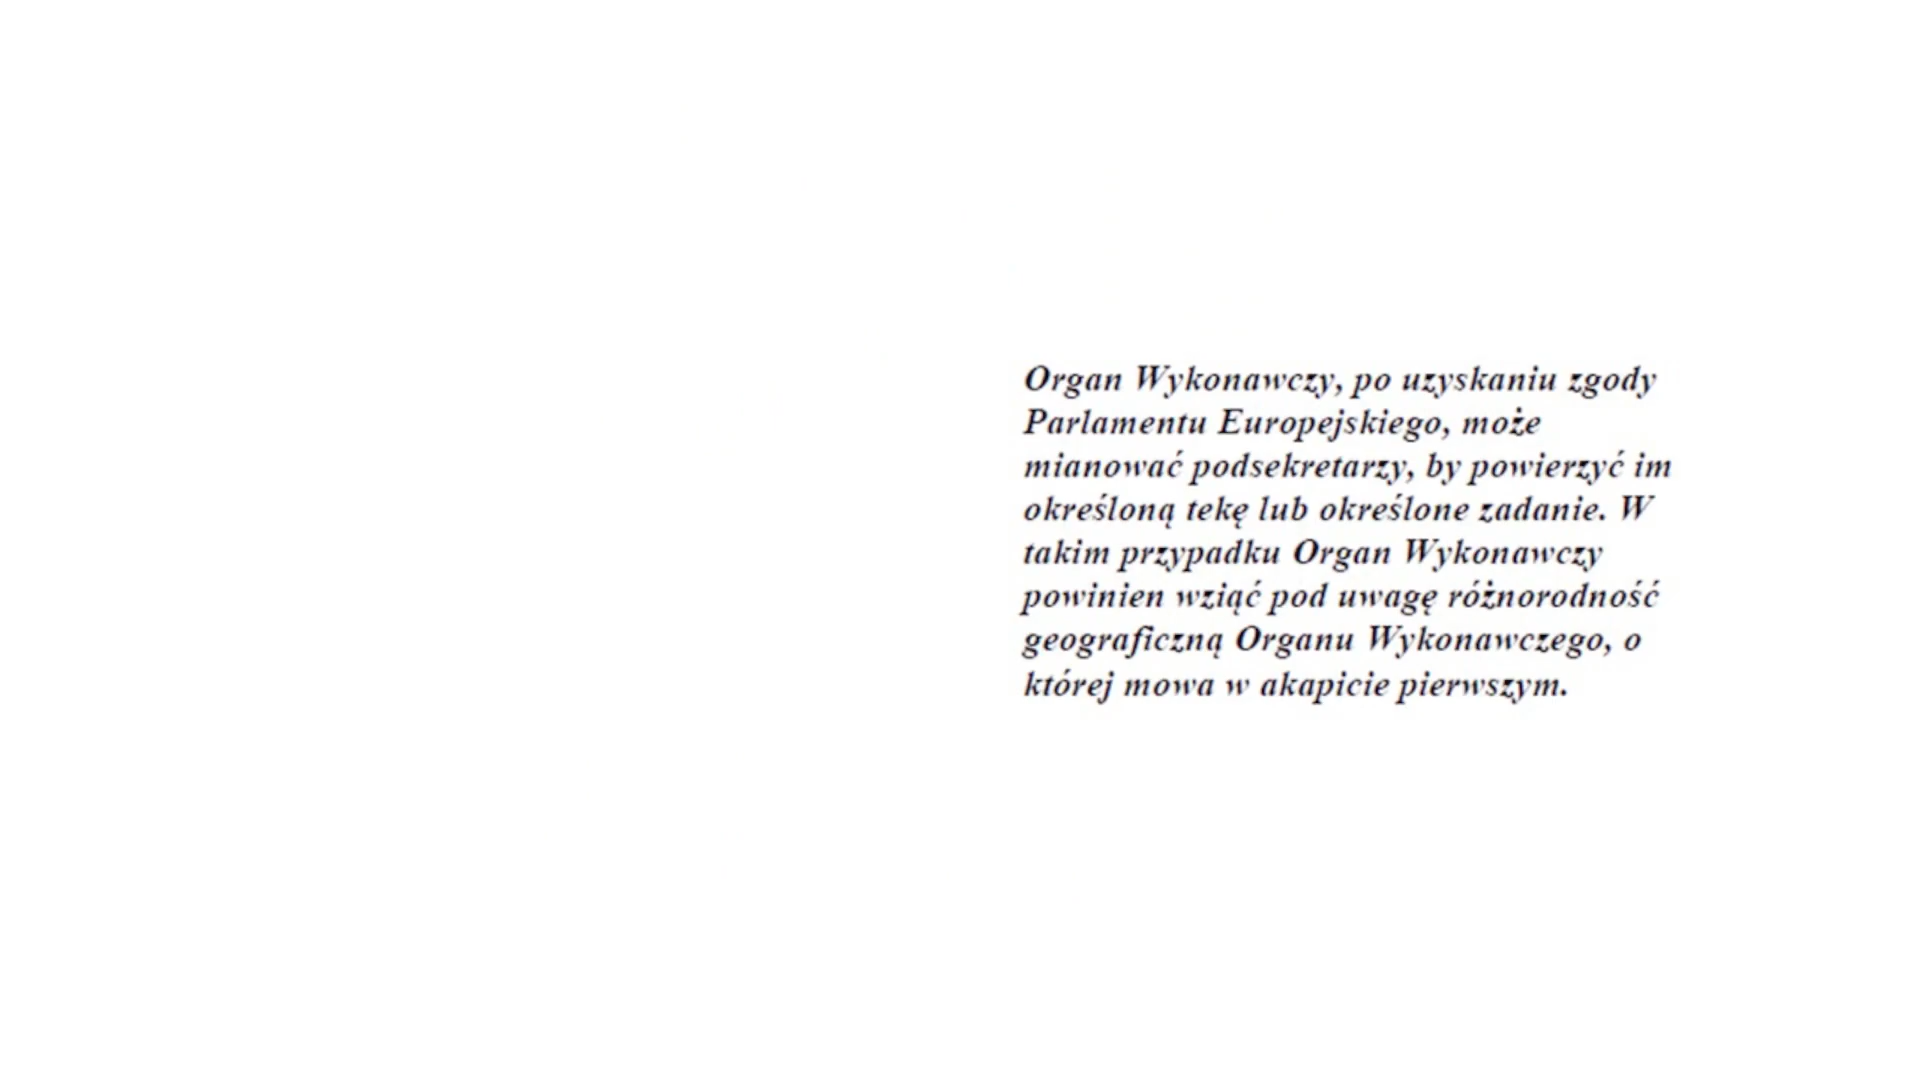 Organ Wykonawczy, po uzyskaniu zgody
Parlamentu Europejskiego, może
mianować podsekretarzy, by powierzyć im
określoną tekę lub określone zadanie. W
takim przypadku Organ Wykonawczy
powinien wziąć pod uwagę różnorodność
geograficzną Organu Wykonawczego, o
której mowa w akapicie pierwszym.